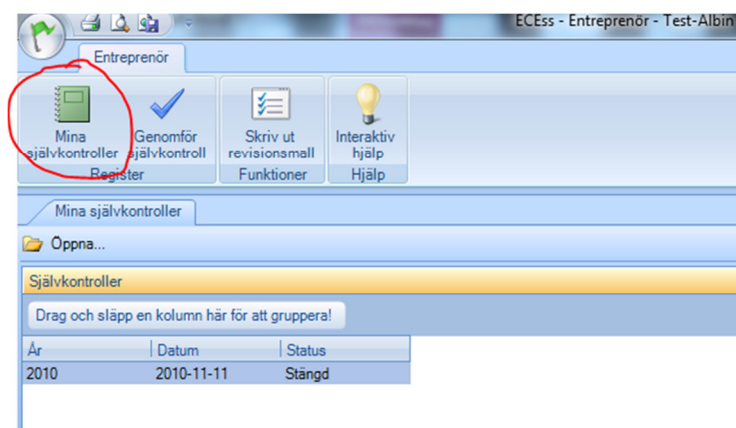 ECEss - Entreprenör - Test-Albin
Entreprenör
Mina
självkontroller
Genomför
självkontroll
Skriv ut
revisionsmall
Interaktiv
hjälp
Register
Funktioner
Hjälp
Mina självkontroller
Öppna...
Självkontroller
Drag och släpp en kolumn här för att gruppera!
År Datum Status
2010 2010-11-11 Stängd